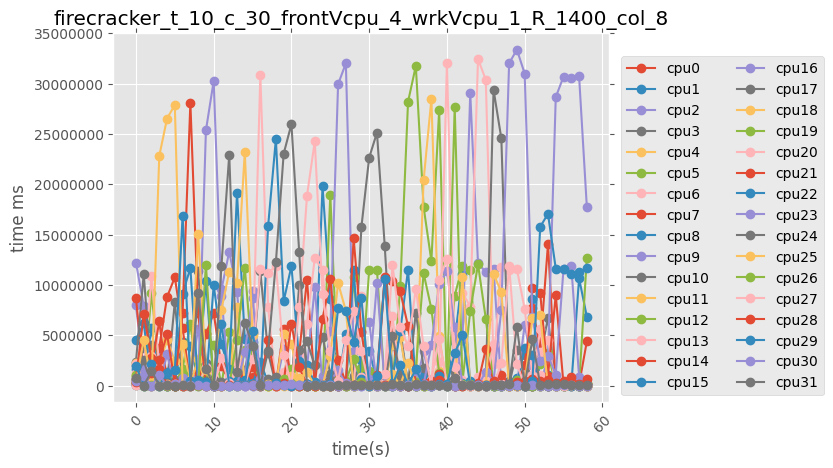 firecracker_t_10_c_30_frontVcpu_4_wrkVcpu_1_R_1400_col_8
35000000
30000000
25000000
20000000
15000000
10000000
5000000
0
time ms
0
10
20
30
40
50
60
time(s)
cpu0
cpu1
cpu2
cpu3
cpu4
cpu5
cpu6
cpu7
cpu8
cpu9
cpu10
cpu11
cpu12
cpu13
cpu14
cpu15
cpu16
cpu17
cpu18
cpu19
cpu20
cpu21
cpu22
cpu23
cpu24
cpu25
cpu26
cpu27
cpu28
cpu29
cpu30
cpu31